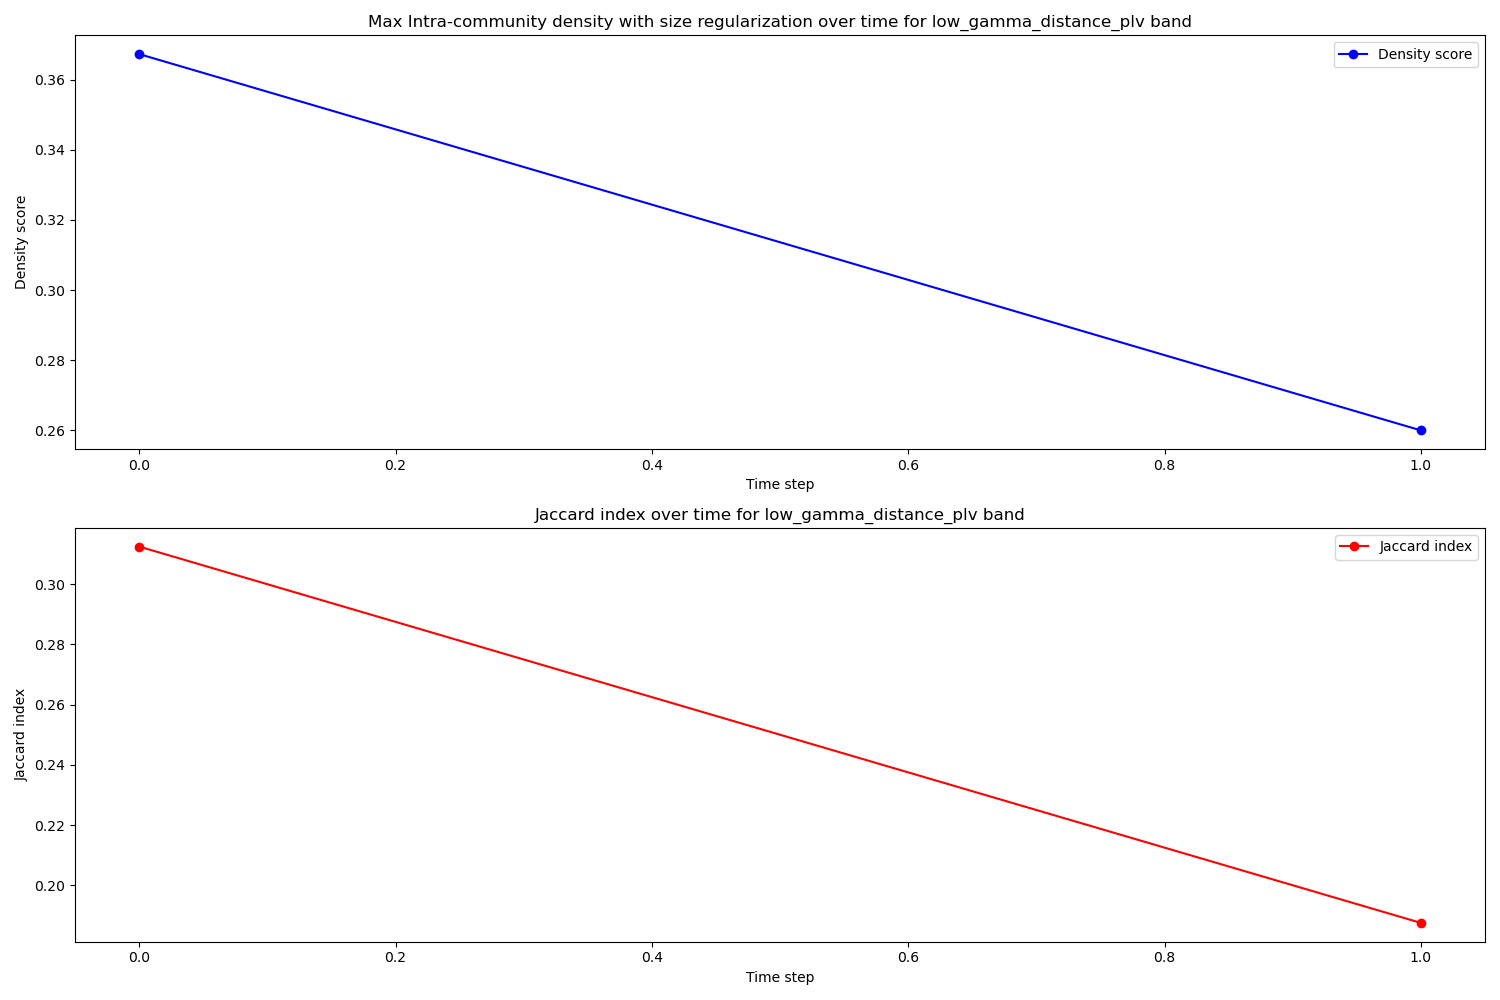 Max Intra-community density with size regularization over time for low_gamma_distance_plv band
Density score
Density score
0.36
0.34
0.32
0.30
0.28
0.26
0.0 0.2 0.4 0.6 0.8 1.0
Time step
Jaccard index over time for low_gamma_distance_plv band
Jaccard index
Jaccard index
0.30
0.28
0.26
0.24
0.22
0.20
0.0 0.2 0.4 0.6 0.8 1.0
Time step